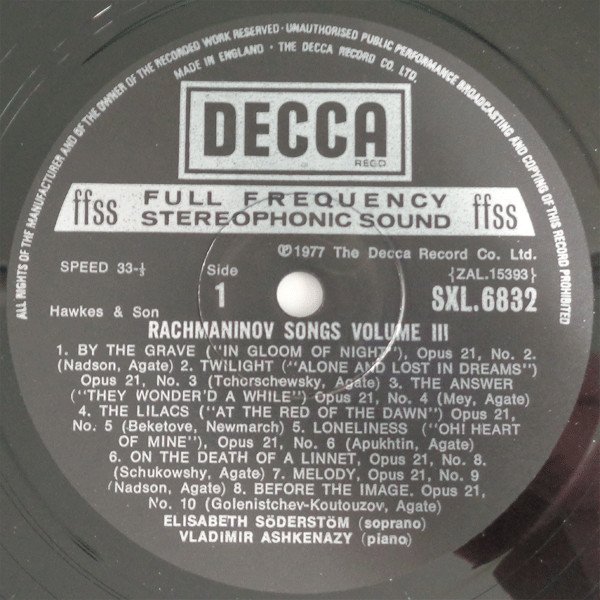 ALL RIGHTS OF THE MANUFACTURER AND OF THE OWNER OF THE RECORDED WORK RESERVED · UNAUTHORISED PUBLIC PERFORMANCE BROADCASTING AND COPYING OF THIS RECORD PROHIBITED
MADE IN ENGLAND · THE DECCA RECORD CO. LTD.
DECCA
REGD
ffss FULL FREQUENCY STEREOPHONIC SOUND ffss
℗1977 The Decca Record Co. Ltd.
SPEED 33-⅓ Side {ZAL.15393}
1 SXL.6832
Hawkes & Son
RACHMANINOV SONGS VOLUME III
1. BY THE GRAVE ("IN GLOOM OF NIGHT"), Opus 21, No. 2.
(Nadson, Agate) 2. TWILIGHT ("ALONE AND LOST IN DREAMS")
Opus 21, No. 3 (Tchorschewsky, Agate) 3. THE ANSWER
("THEY WONDER'D A WHILE") Opus 21, No. 4 (Mey, Agate)
4. THE LILACS ("AT THE RED OF THE DAWN") Opus 21,
No. 5 (Beketove, Newmarch) 5. LONELINESS ("OH! HEART
OF MINE"), Opus 21, No. 6 (Apukhtin, Agate)
6. ON THE DEATH OF A LINNET, Opus 21, No. 8.
(Schukowshy, Agate) 7. MELODY, Opus 21, No. 9
(Nadson, Agate) 8. BEFORE THE IMAGE. Opus 21,
No. 10 (Golenistchev-Koutouzov, Agate)
ELISABETH SÖDERSTÖM (soprano)
VLADIMIR ASHKENAZY (piano)